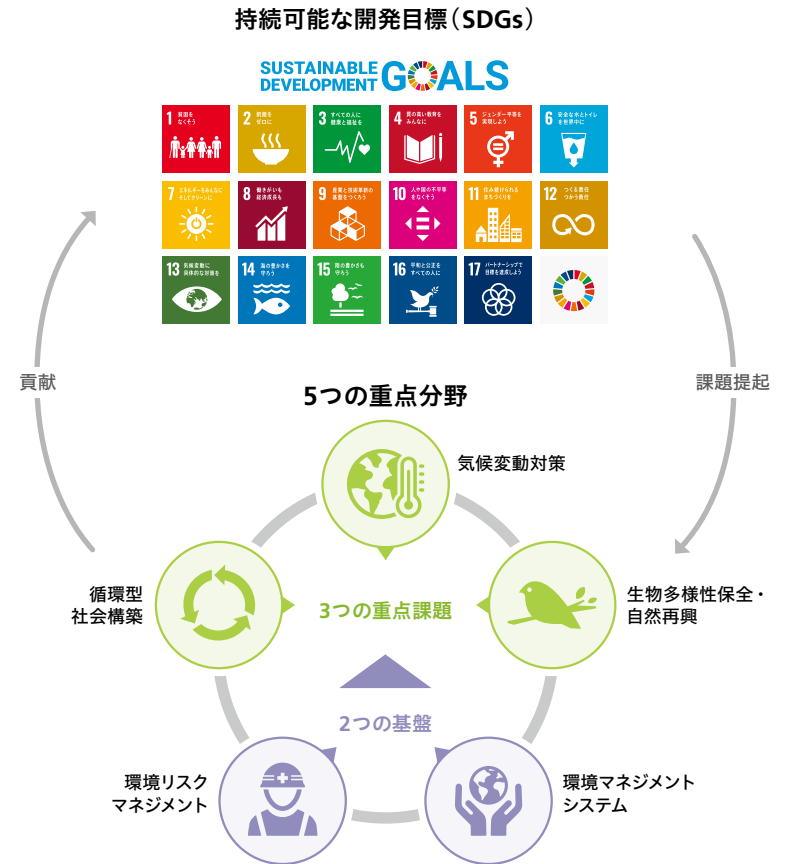 持続可能な開発目標（SDGs）
SUSTAINABLE
DEVELOPMENT
GOALS
1 貧困を
なくそう
2 飢餓を
ゼロに
3 すべての人に
健康と福祉を
4 質の高い教育を
みんなに
5 ジェンダー平等を
実現しよう
6 安全な水とトイレ
を世界中に
7 エネルギーをみんなに
そしてクリーンに
8 働きがいも
経済成長も
9 産業と技術革新の
基盤をつくろう
10 人や国の不平等
をなくそう
11 住み続けられる
まちづくりを
12 つくる責任
つかう責任
13 気候変動に
具体的な対策を
14 海の豊かさを
守ろう
15 陸の豊かさも
守ろう
16 平和と公正を
すべての人に
17 パートナーシップで
目標を達成しよう
貢献
課題提起
5つの重点分野
気候変動対策
循環型
社会構築
3つの重点課題
生物多様性保全・
自然再興
2つの基盤
環境リスク
マネジメント
環境マネジメント
システム